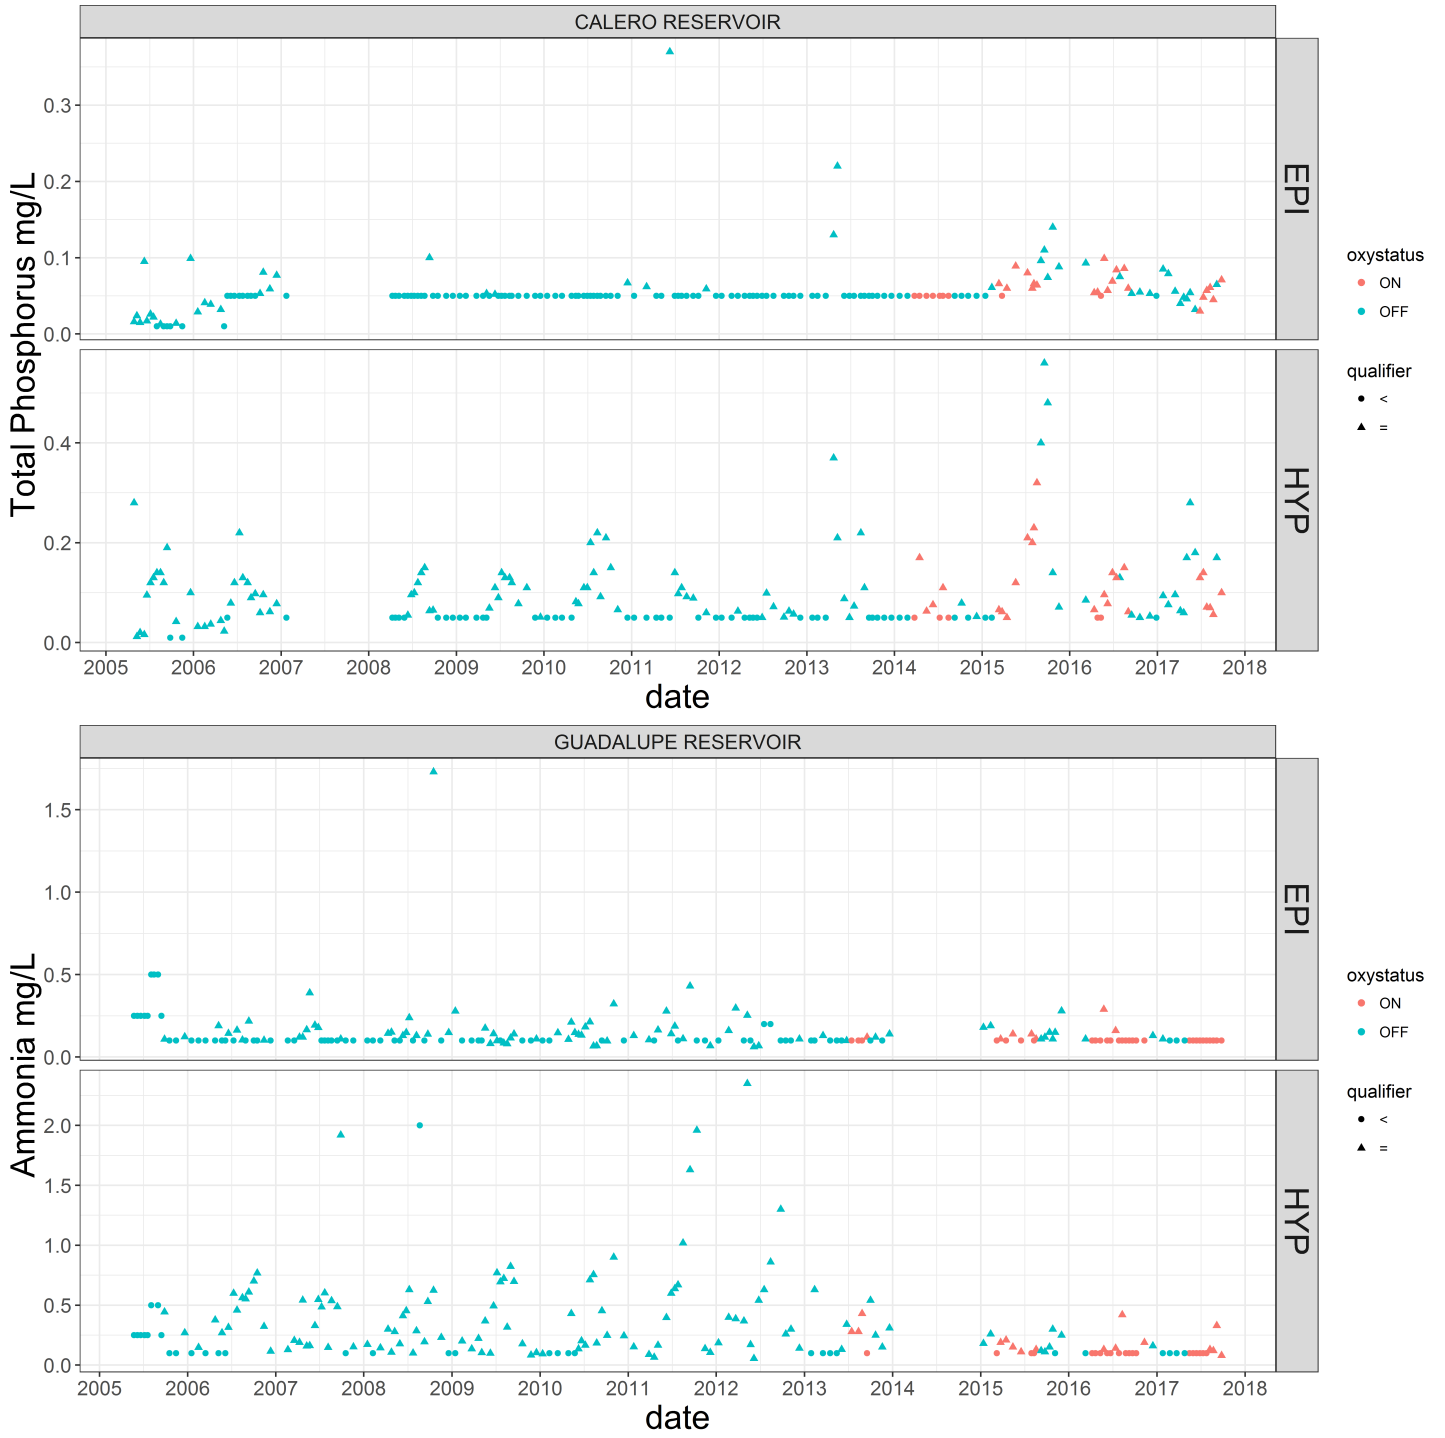 CALERO RESERVOIR
Total Phosphorus mg/L
0.3
0.2
0.1
0.0
EPI
0.4
0.2
0.0
HYP
2005 2006 2007 2008 2009 2010 2011 2012 2013 2014 2015 2016 2017 2018
date
oxystatus
ON
OFF
qualifier
<
=
GUADALUPE RESERVOIR
Ammonia mg/L
1.5
1.0
0.5
0.0
EPI
2.0
1.5
1.0
0.5
0.0
HYP
2005 2006 2007 2008 2009 2010 2011 2012 2013 2014 2015 2016 2017 2018
date
oxystatus
ON
OFF
qualifier
<
=